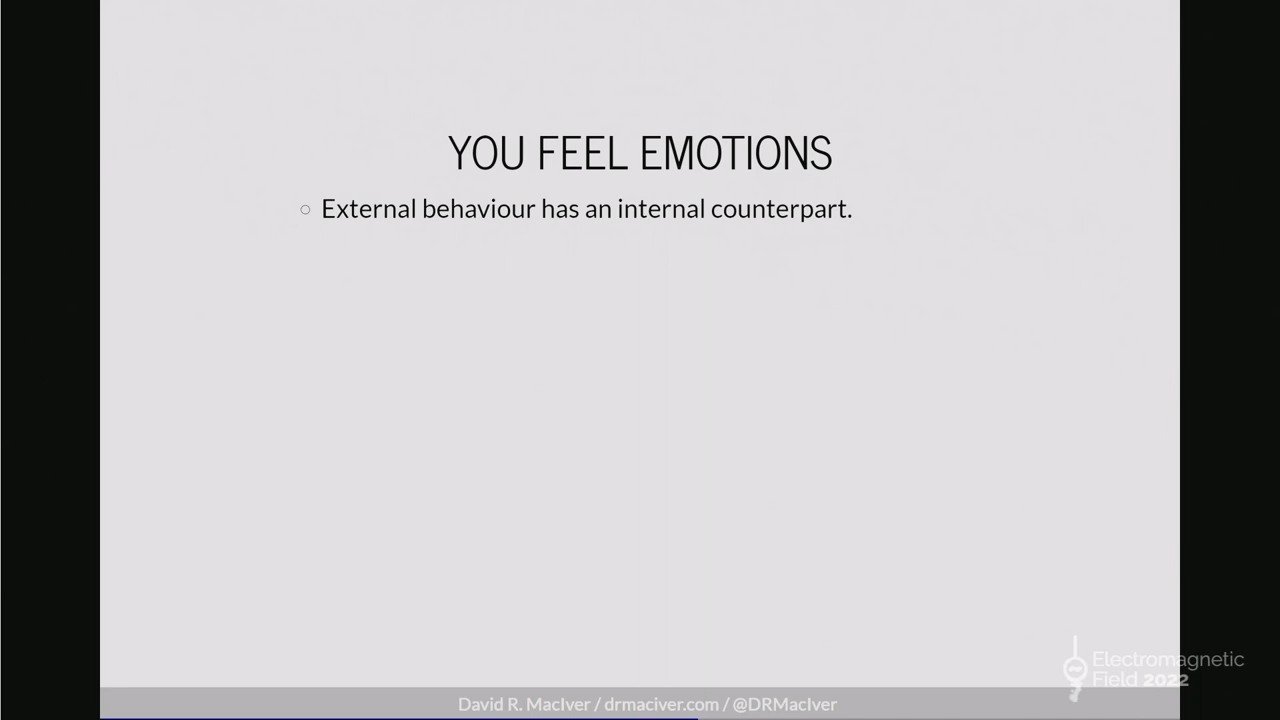 YOU FEEL EMOTIONS
External behaviour has an internal counterpart.
Electromagnetic
Field 2022
David R. MacIver / drmaciver.com / @DRMacIver